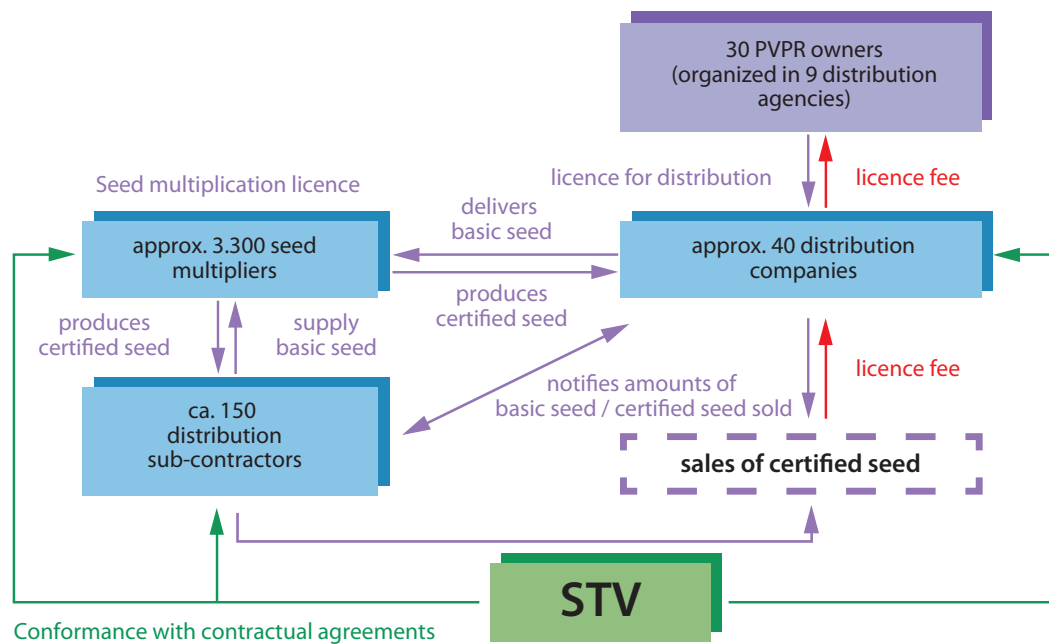 30 PVPR owners
(organized in 9 distribution
agencies)
Seed multiplication licence
licence for distribution
licence fee
delivers
basic seed
approx. 3.300 seed
multipliers
approx. 40 distribution
companies
produces
certified seed
produces
certified seed
supply
basic seed
licence fee
notifies amounts of
basic seed / certified seed sold
ca. 150
distribution
sub-contractors
sales of certified seed
STV
Conformance with contractual agreements